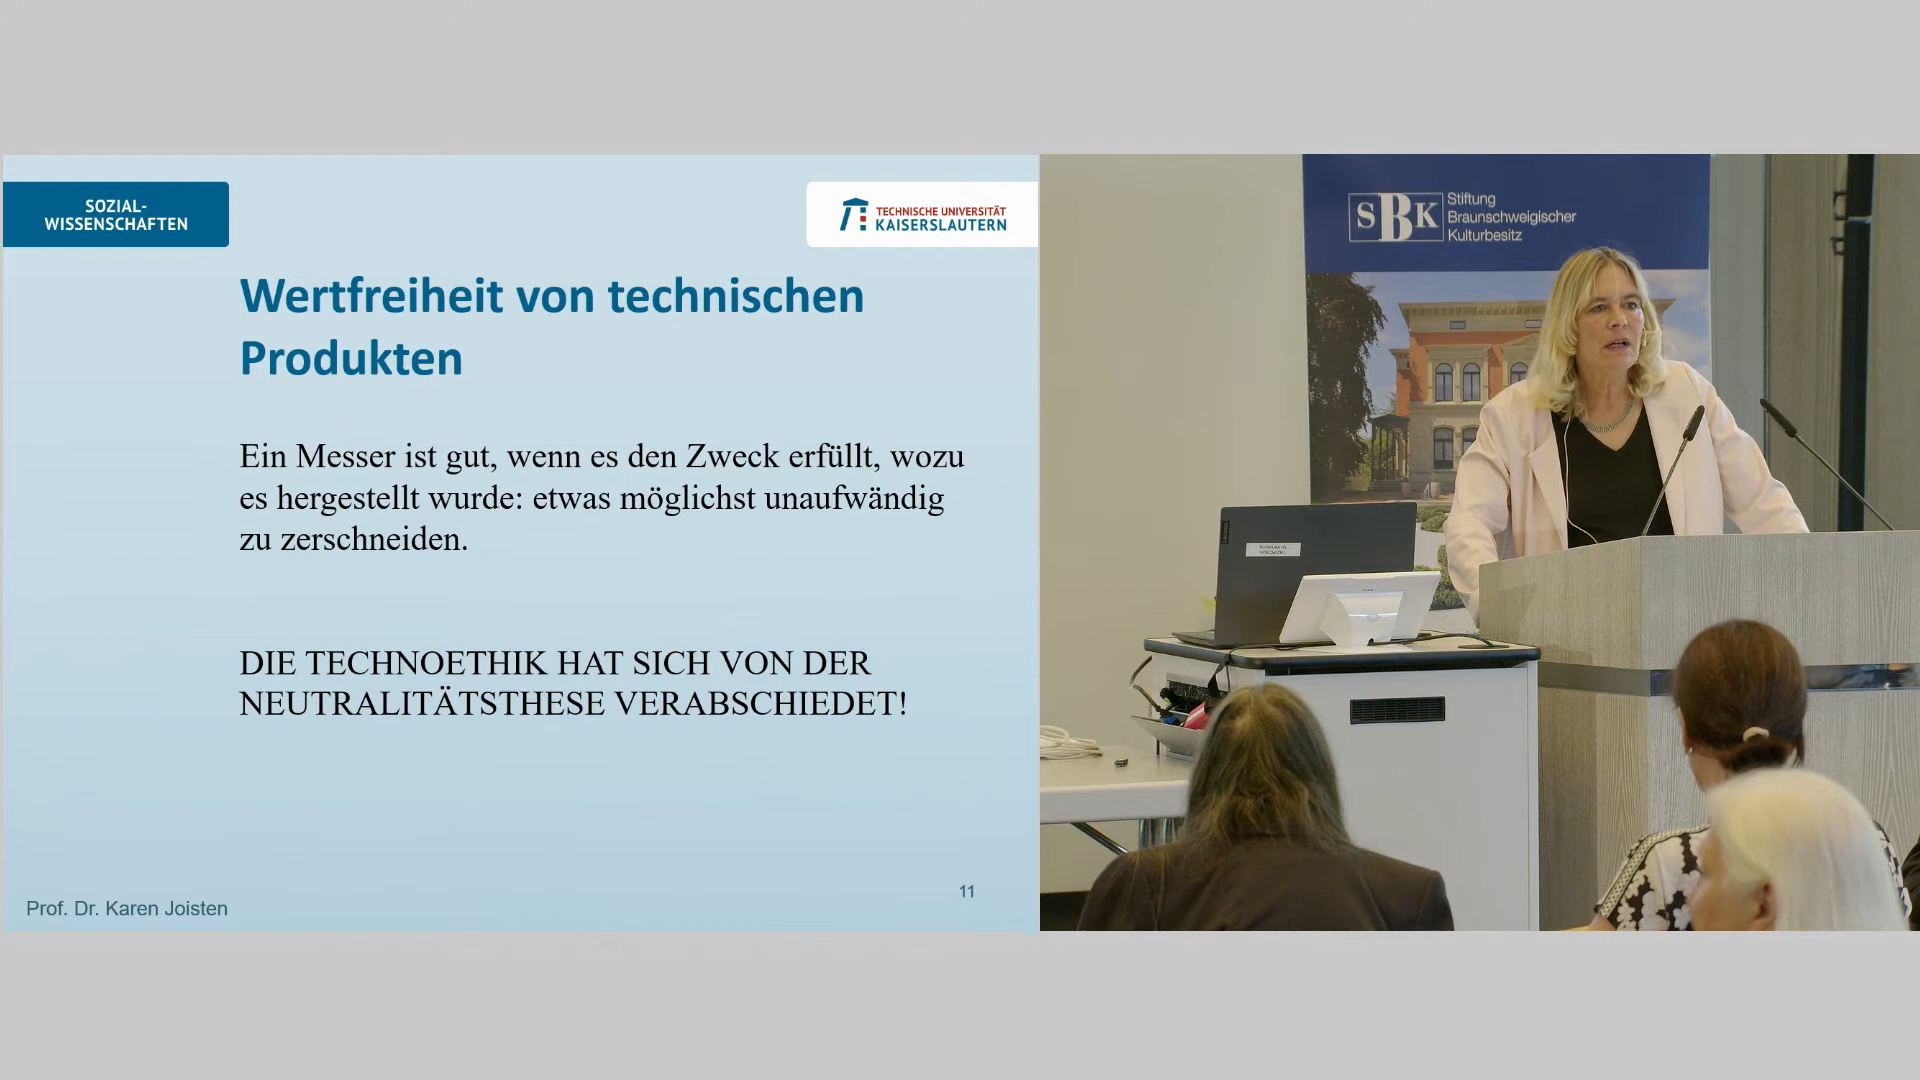 SOZIAL-
WISSENSCHAFTEN
TECHNISCHE UNIVERSITÄT
KAISERSLAUTERN
Wertfreiheit von technischen
Produkten
Ein Messer ist gut, wenn es den Zweck erfüllt, wozu
es hergestellt wurde: etwas möglichst unaufwändig
zu zerschneiden.
DIE TECHNOETHIK HAT SICH VON DER
NEUTRALITÄTSTHESE VERABSCHIEDET!
11
Prof. Dr. Karen Joisten
SBK
Stiftung
Braunschweigischer
Kulturbesitz